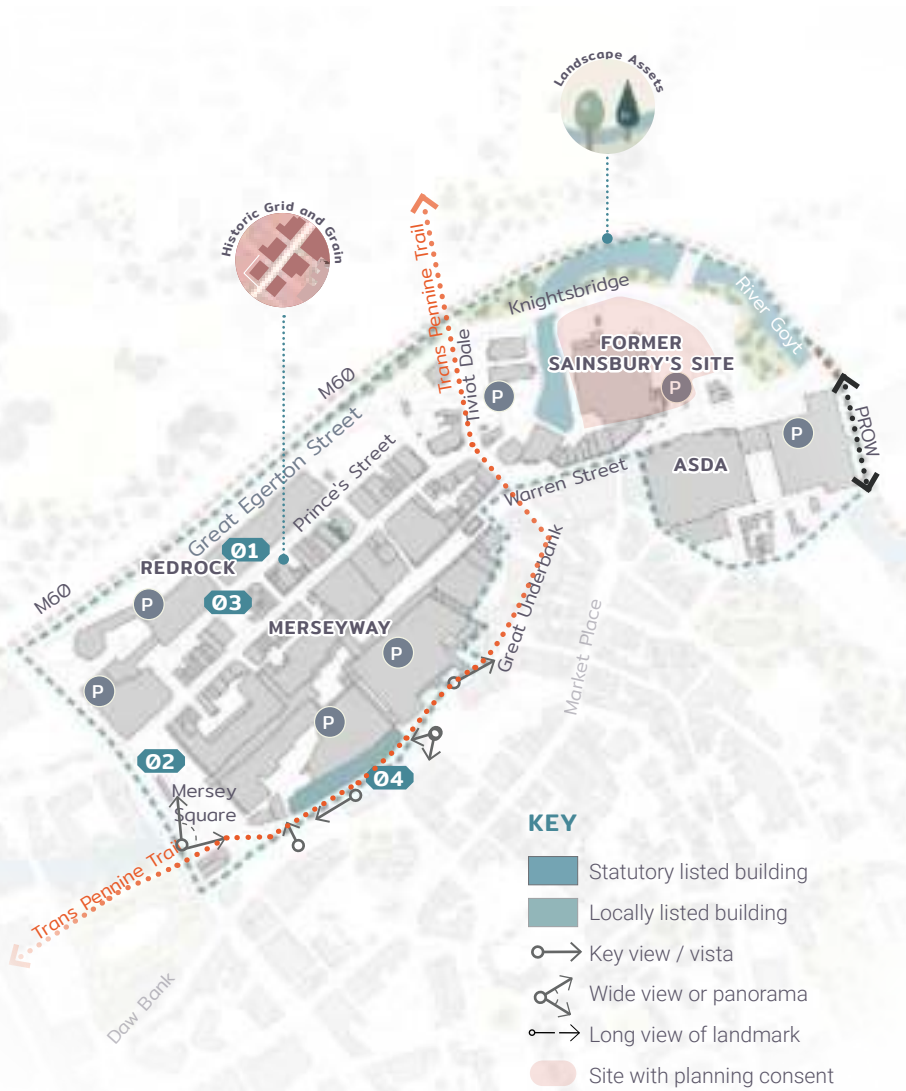 Landscape Assets
Historic Grid and Grain
Trans Pennine Trail
Knightsbridge
River Goyt
FORMER
SAINSBURY'S SITE
P
Tiviot Dale
P
M60
PROW
P
Great Egerton Street
Prince's Street
ASDA
Warren Street
01
REDROCK
M60
P
03
MERSEYWAY
Great Underbank
Market Place
P
P
P
02
04
Mersey
Square
Trans Pennine Trail
Daw Bank
KEY
Statutory listed building
Locally listed building
Key view / vista
Wide view or panorama
Long view of landmark
Site with planning consent